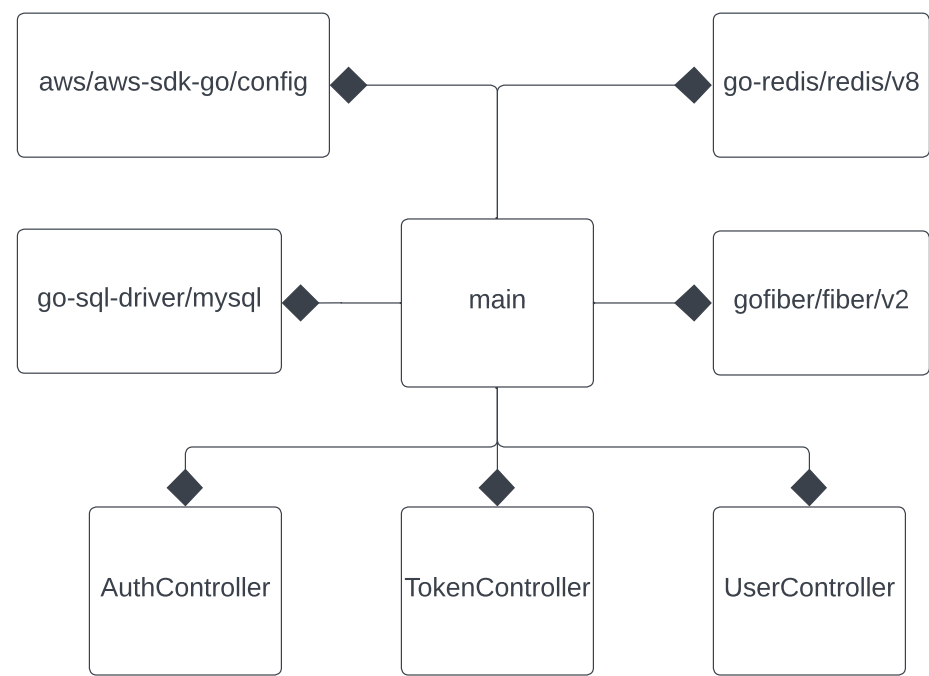 aws/aws-sdk-go/config
go-redis/redis/v8
go-sql-driver/mysql
main
gofiber/fiber/v2
AuthController
TokenController
UserController